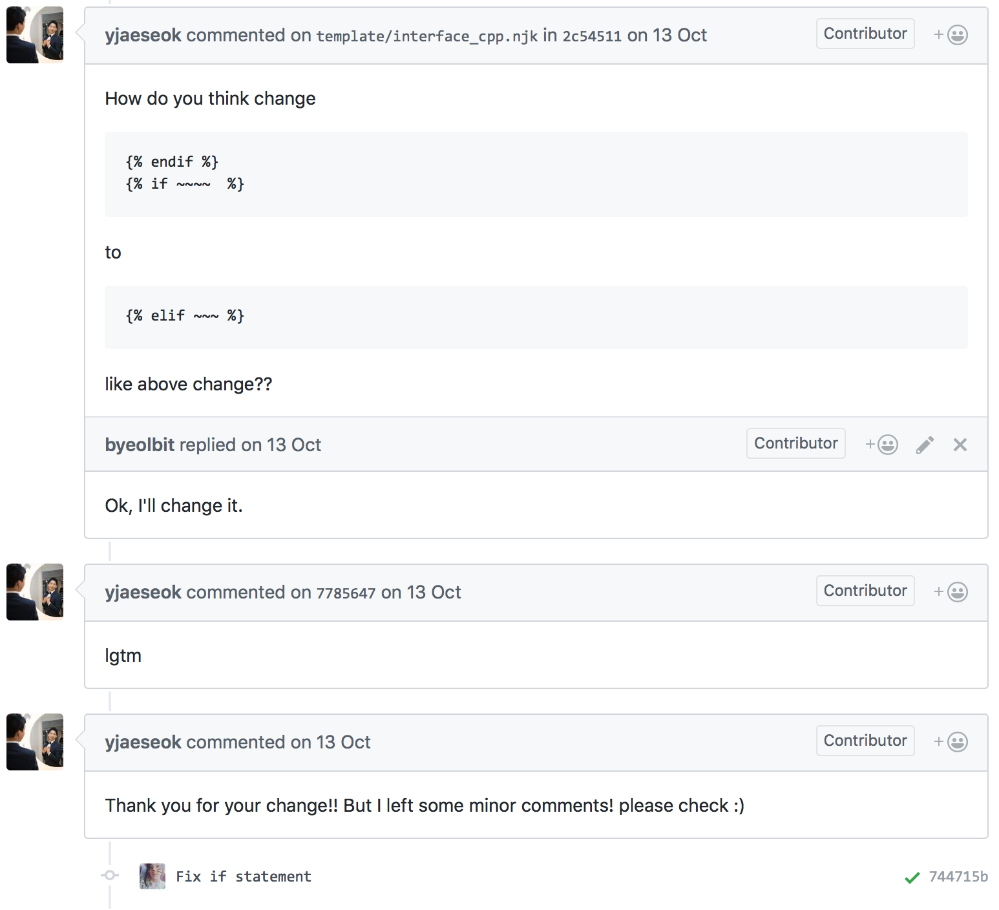 yjaeseok commented on template/interface_cpp.njk in 2c54511 on 13 Oct Contributor +
How do you think change
{% endif %}
{% if ~~~~  %}
to
{% elif ~~~ %}
like above change??
byeolbit replied on 13 Oct Contributor +
Ok, I'll change it.
yjaeseok commented on 7785647 on 13 Oct Contributor +
lgtm
yjaeseok commented on 13 Oct Contributor +
Thank you for your change!! But I left some minor comments! please check :)
Fix if statement 744715b